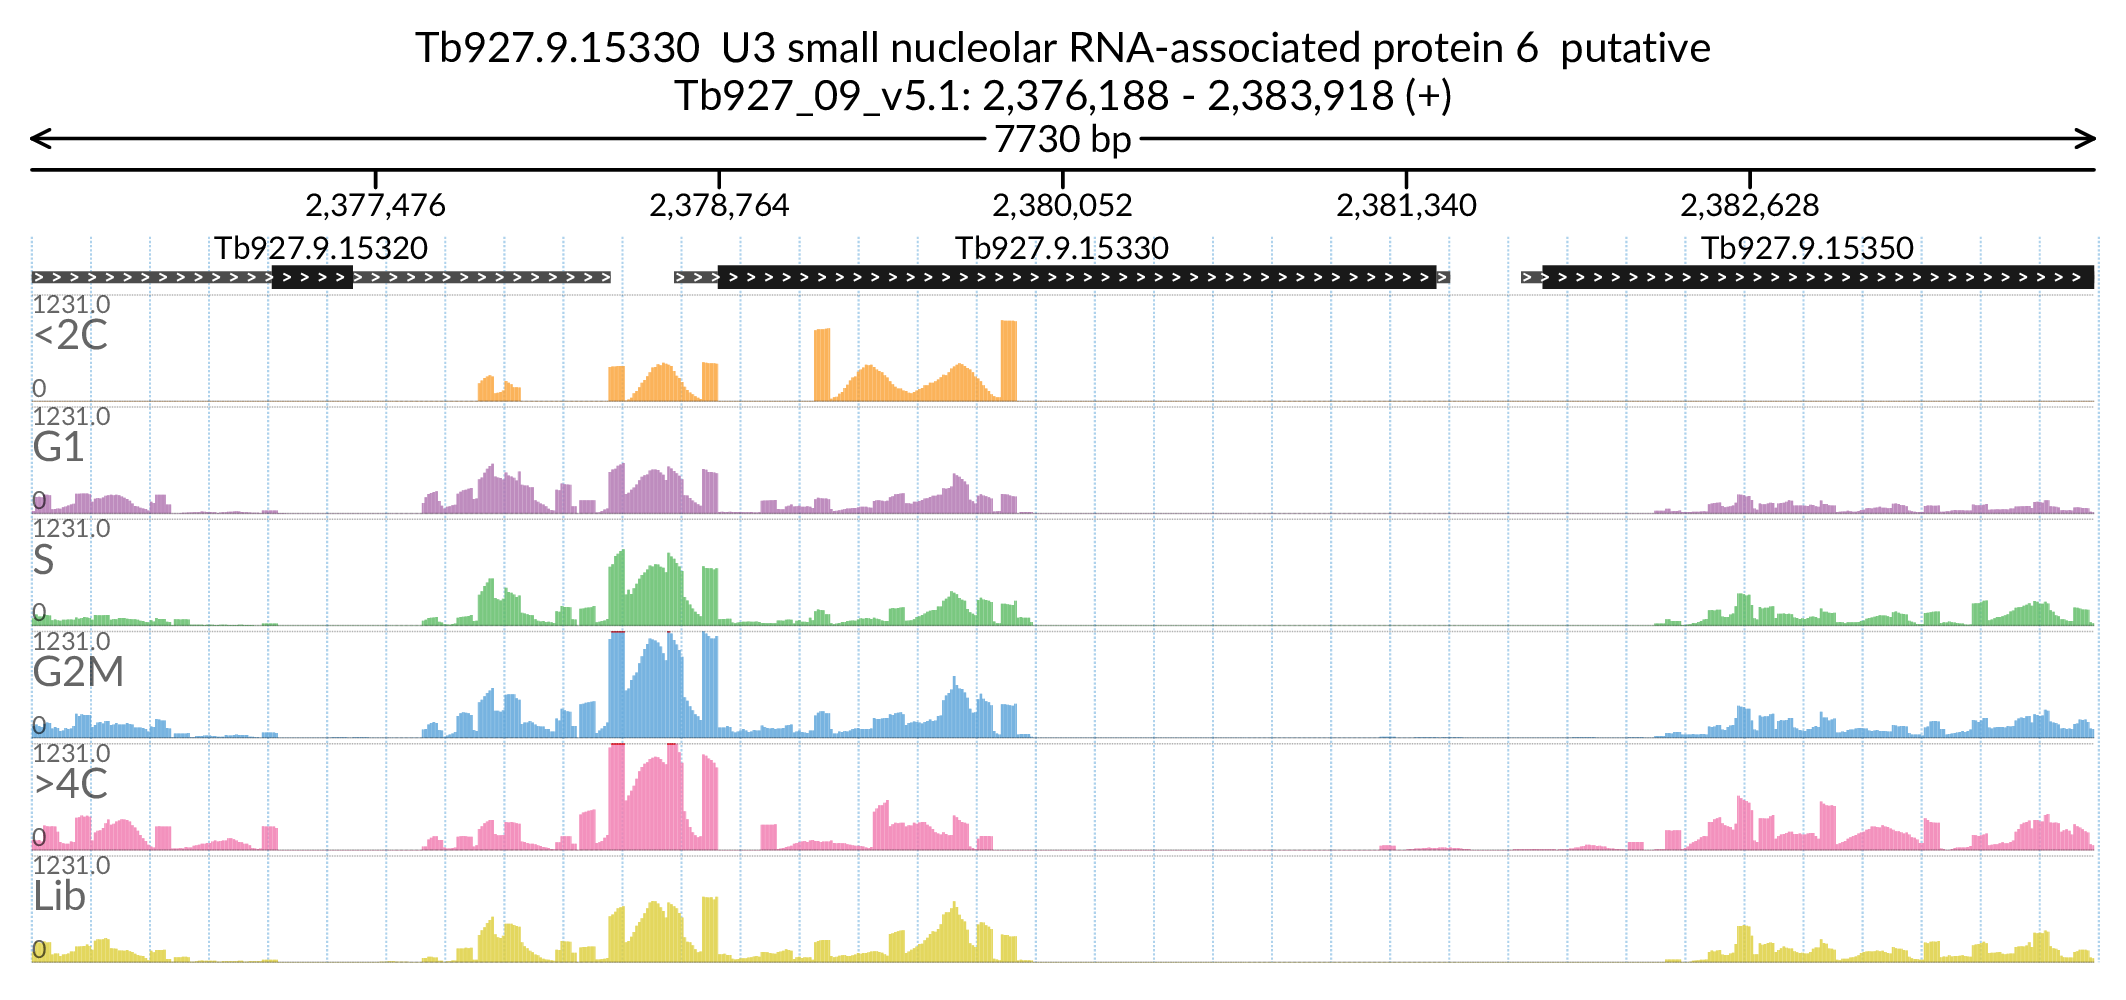 Tb927.9.15330  U3 small nucleolar RNA-associated protein 6  putative
Tb927_09_v5.1: 2,376,188 - 2,383,918 (+)
7730 bp
2,377,476 2,378,764 2,380,052 2,381,340 2,382,628
Tb927.9.15320 Tb927.9.15330 Tb927.9.15350
1231.0
<2C
0
1231.0
G1
0
1231.0
S
0
1231.0
G2M
0
1231.0
>4C
0
1231.0
Lib
0